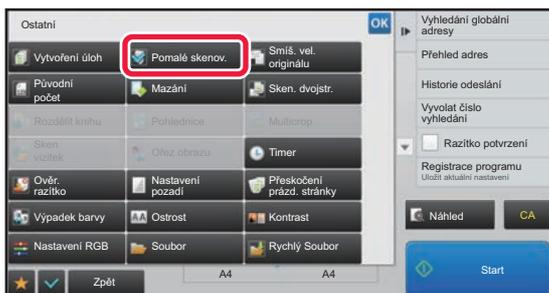 Ostatní
OK
Vytvoření úloh
Pomalé skenov.
Smíš. vel.
originálu
Původní
počet
Mazání
Sken. dvojstr.
Rozdělit knihu
Pohlednice
Multicrop
Sken
vizitek
Ořez obrazu
Timer
Ověr.
razítko
Nastavení
pozadí
Přeskočení
prázd. stránky
Výpadek barvy
AA
Ostrost
Kontrast
Nastavení RGB
Soubor
Rychlý Soubor
Zpět
A4
A4
Vyhledání globální
adresy
Přehled adres
Historie odeslání
Vyvolat číslo
vyhledání
Razítko potvrzení
Registrace programu
Uložit aktuální nastavení
Náhled
CA
Start